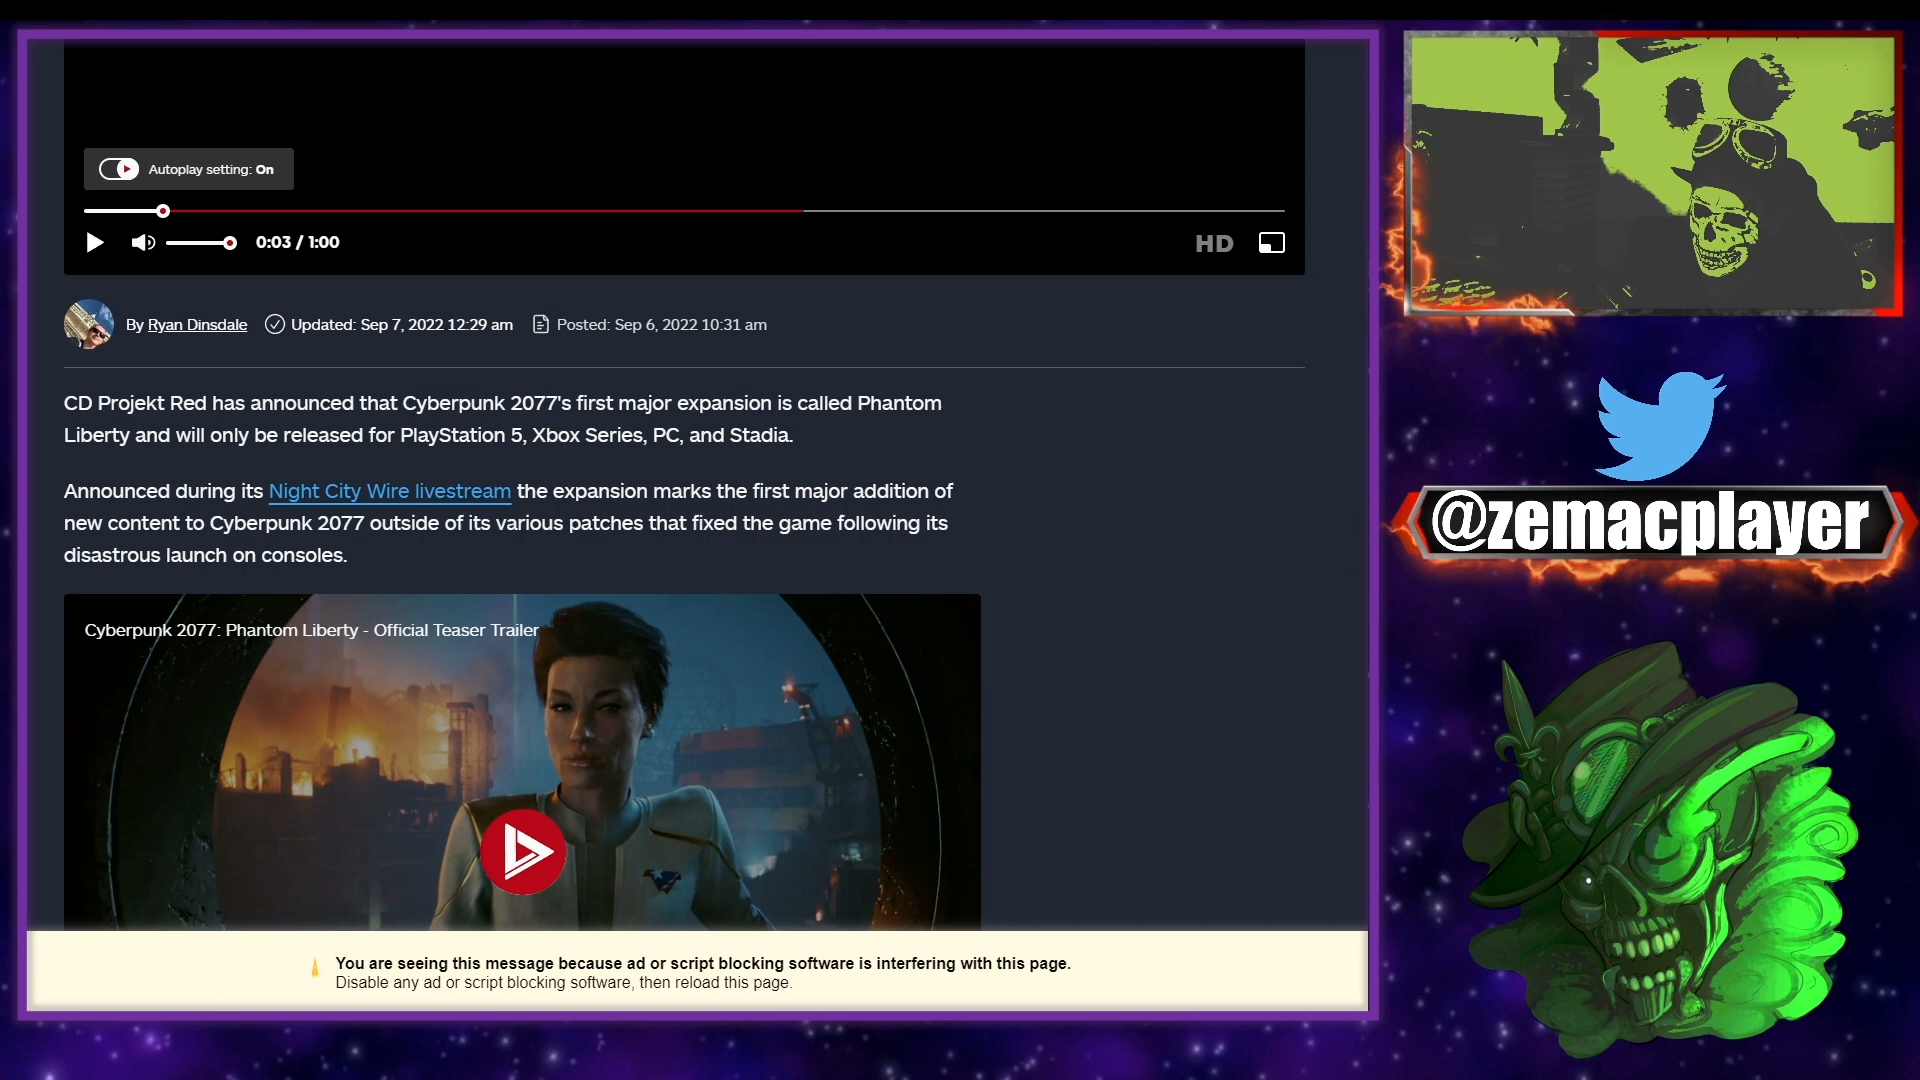 Autoplay setting: On
0:03 / 1:00
HD
By Ryan Dinsdale Updated: Sep 7, 2022 12:29 am Posted: Sep 6, 2022 10:31 am
CD Projekt Red has announced that Cyberpunk 2077's first major expansion is called Phantom
Liberty and will only be released for PlayStation 5, Xbox Series, PC, and Stadia.
Announced during its Night City Wire livestream the expansion marks the first major addition of
new content to Cyberpunk 2077 outside of its various patches that fixed the game following its
disastrous launch on consoles.
Cyberpunk 2077: Phantom Liberty - Official Teaser Trailer
You are seeing this message because ad or script blocking software is interfering with this page.
Disable any ad or script blocking software, then reload this page.
@zemacplayer